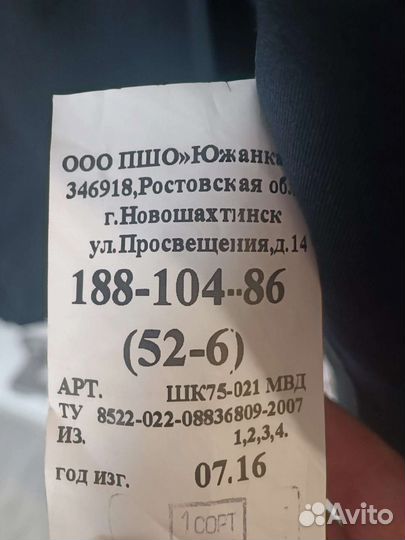 ООО ПШО»Южанка
346918,Ростовская об
г.Новошахтинск
ул.Просвещения,д.14
188-104-86
(52-6)
АРТ. ШК75-021 МВД
ТУ 8522-022-08836809-2007
ИЗ. 1,2,3,4.
год изг. 07.16
1 СОРТ
Avito